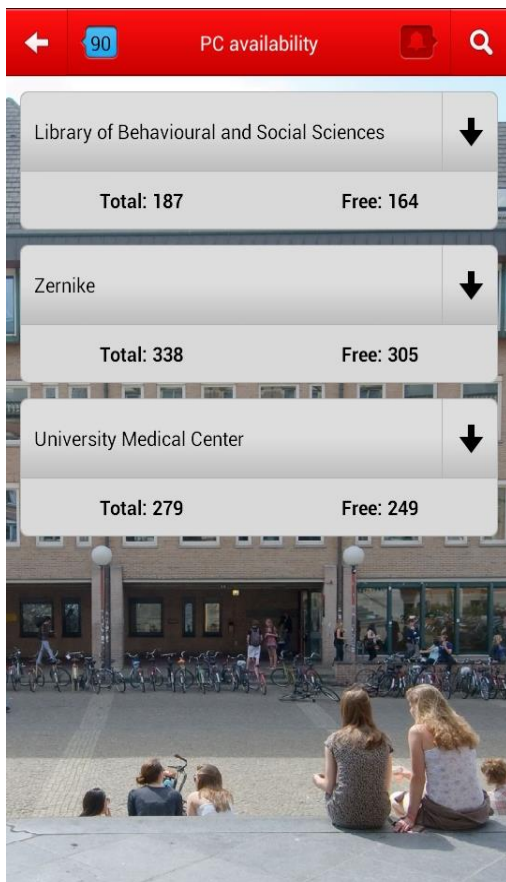 90
PC availability
Library of Behavioural and Social Sciences
Total: 187 Free: 164
Zernike
Total: 338 Free: 305
University Medical Center
Total: 279 Free: 249